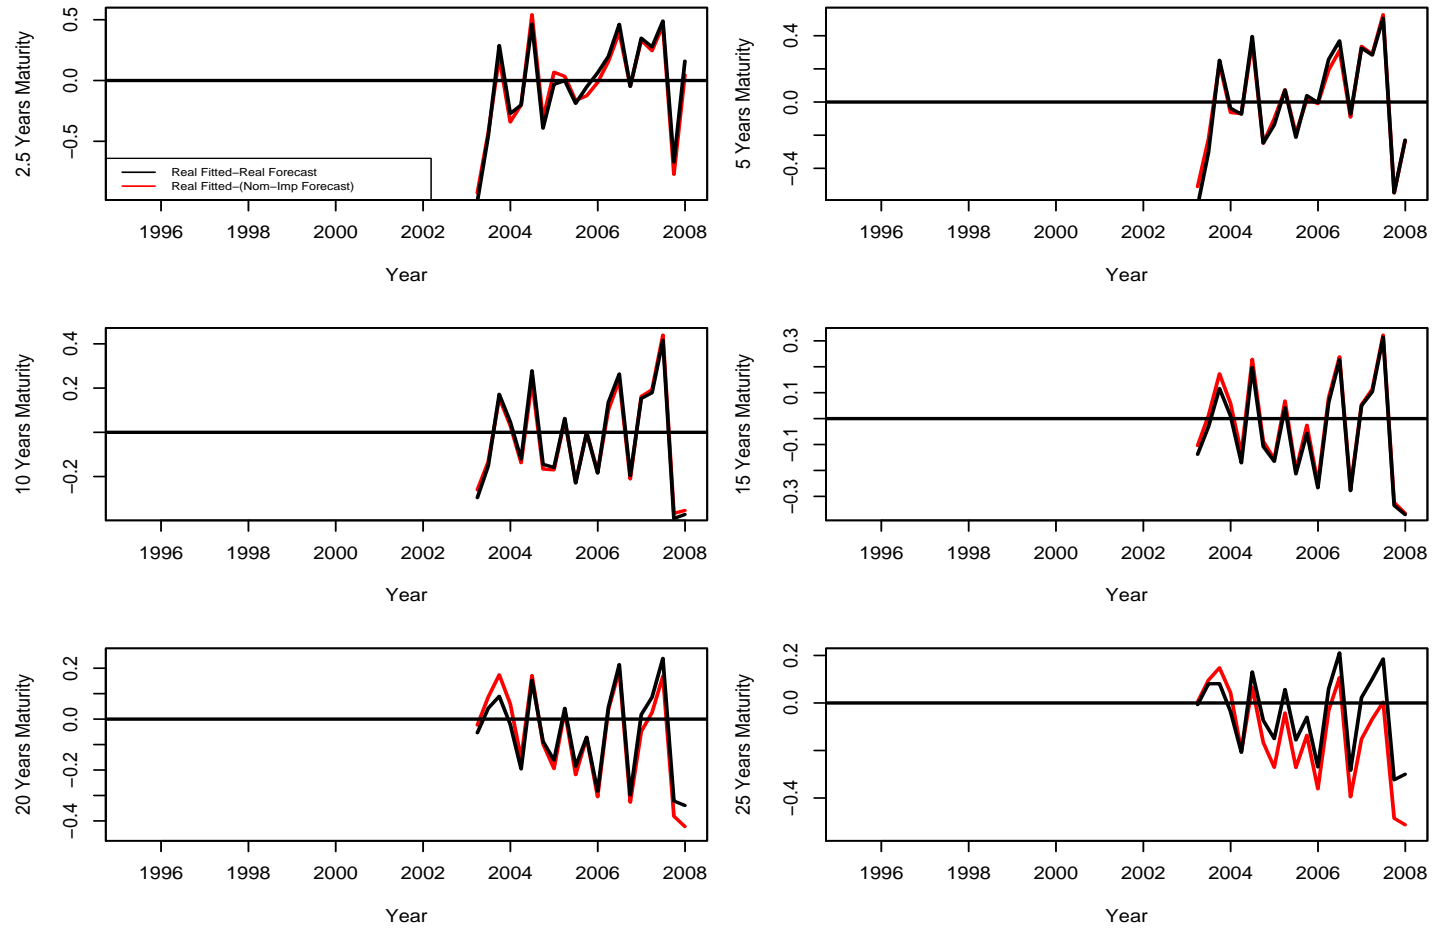 2.5 Years Maturity
0.5
0.0
−0.5
Real Fitted−Real Forecast
Real Fitted−(Nom−Imp Forecast)
1996 1998 2000 2002 2004 2006 2008
Year
5 Years Maturity
0.4
0.0
−0.4
1996 1998 2000 2002 2004 2006 2008
Year
10 Years Maturity
0.4
0.2
−0.2
1996 1998 2000 2002 2004 2006 2008
Year
15 Years Maturity
0.3
0.1
−0.1
−0.3
1996 1998 2000 2002 2004 2006 2008
Year
20 Years Maturity
0.2
0.0
−0.2
−0.4
1996 1998 2000 2002 2004 2006 2008
Year
25 Years Maturity
0.2
0.0
−0.4
1996 1998 2000 2002 2004 2006 2008
Year